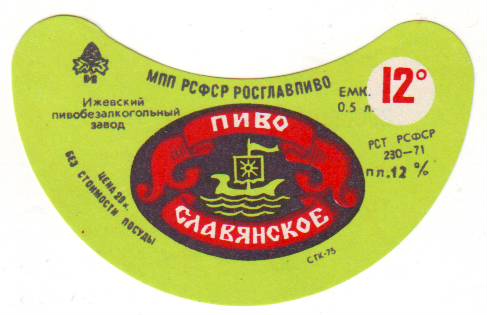 МПП РСФСР РОСГЛАВПИВО
Ижевский
пивобезалкогольный
завод
ЕМК.
0.5 л.
12°
РСТ РСФСР
230—71
пл.12 %
ЦЕНА 29 к.
БЕЗ СТОИМОСТИ ПОСУДЫ
ПИВО
СЛАВЯНСКОЕ
СГК-75